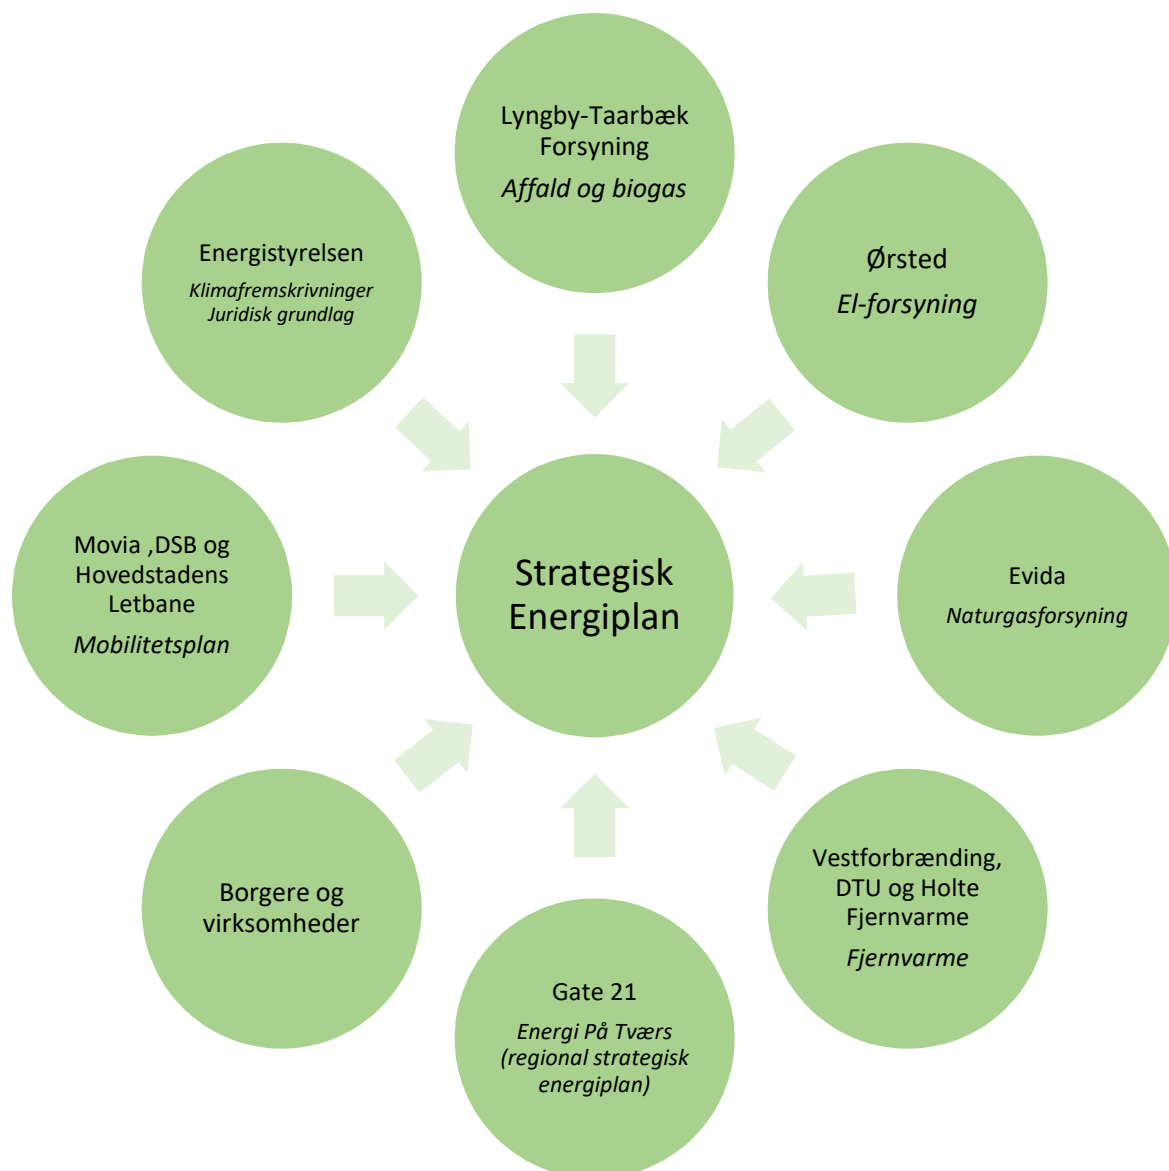 Lyngby-Taarbæk
Forsyning
Affald og biogas
Ørsted
El-forsyning
Evida
Naturgasforsyning
Vestforbrænding,
DTU og Holte
Fjernvarme
Fjernvarme
Gate 21
Energi På Tværs
(regional strategisk
energiplan)
Borgere og
virksomheder
Movia ,DSB og
Hovedstadens
Letbane
Mobilitetsplan
Energistyrelsen
Klimafremskrivninger
Juridisk grundlag
Strategisk
Energiplan